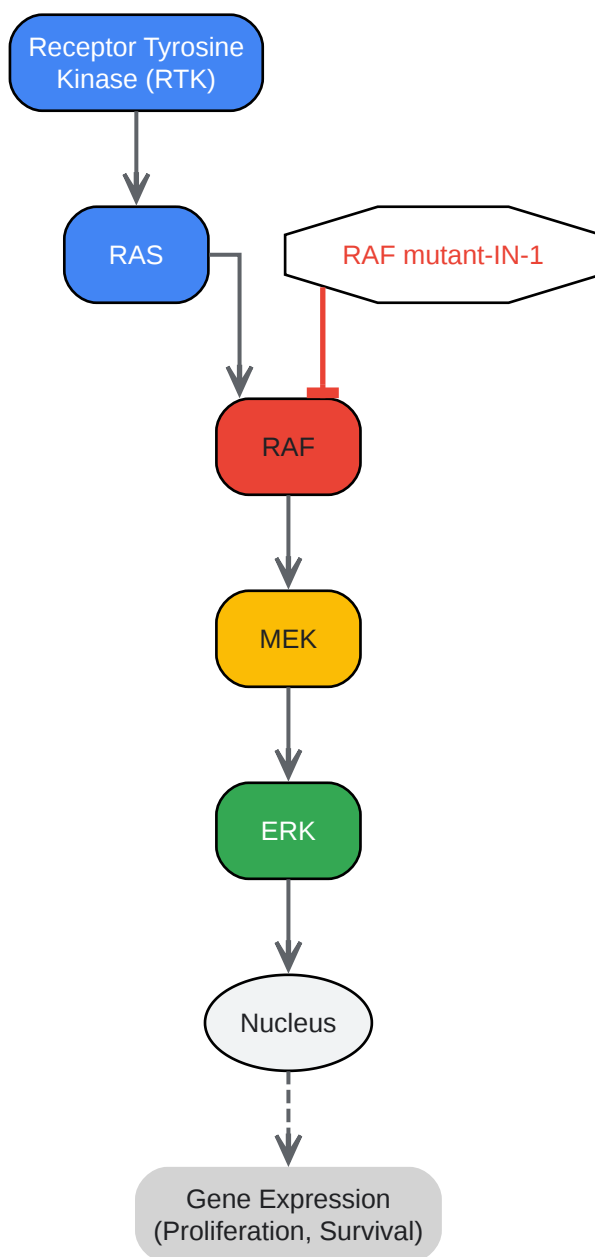 Receptor Tyrosine
Kinase (RTK)
RAS
RAF mutant-IN-1
RAF
MEK
ERK
Nucleus
Gene Expression
(Proliferation, Survival)